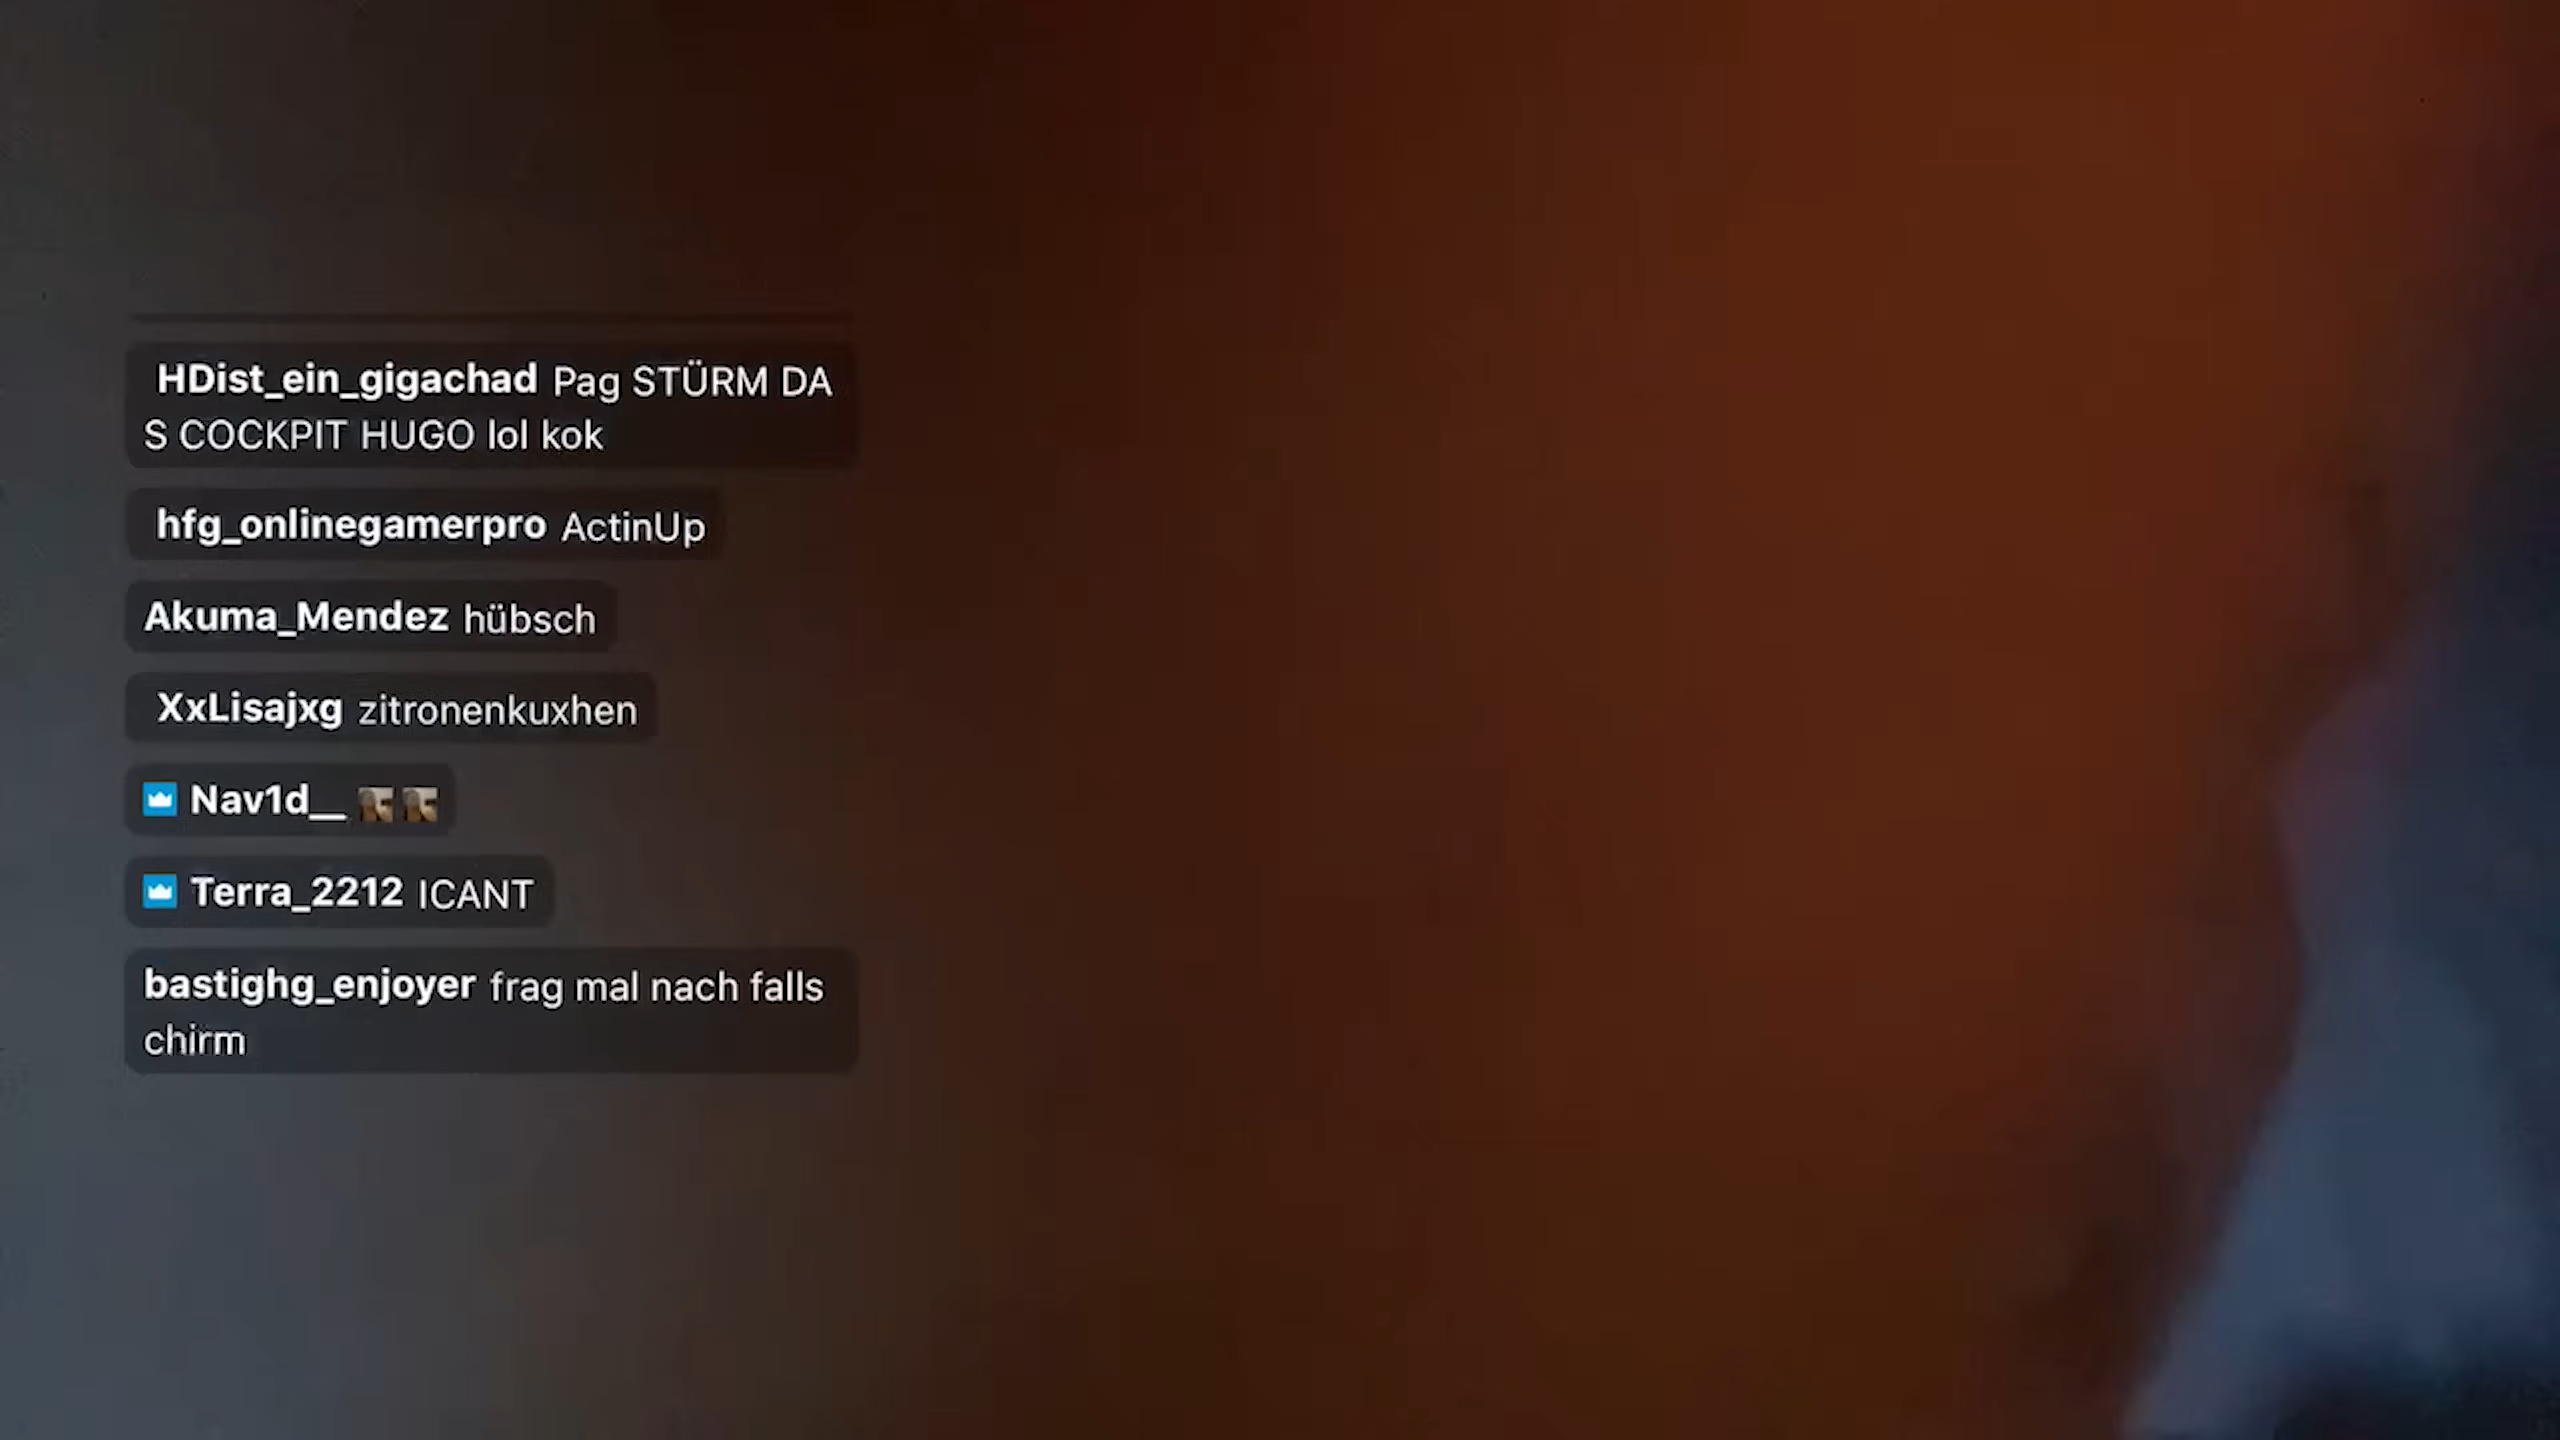 HDist_ein_gigachad Pag STÜRM DA
S COCKPIT HUGO lol kok
hfg_onlinegamerpro ActinUp
Akuma_Mendez hübsch
XxLisajxg zitronenkuxhen
Nav1d__
Terra_2212 ICANT
bastighg_enjoyer frag mal nach falls
chirm